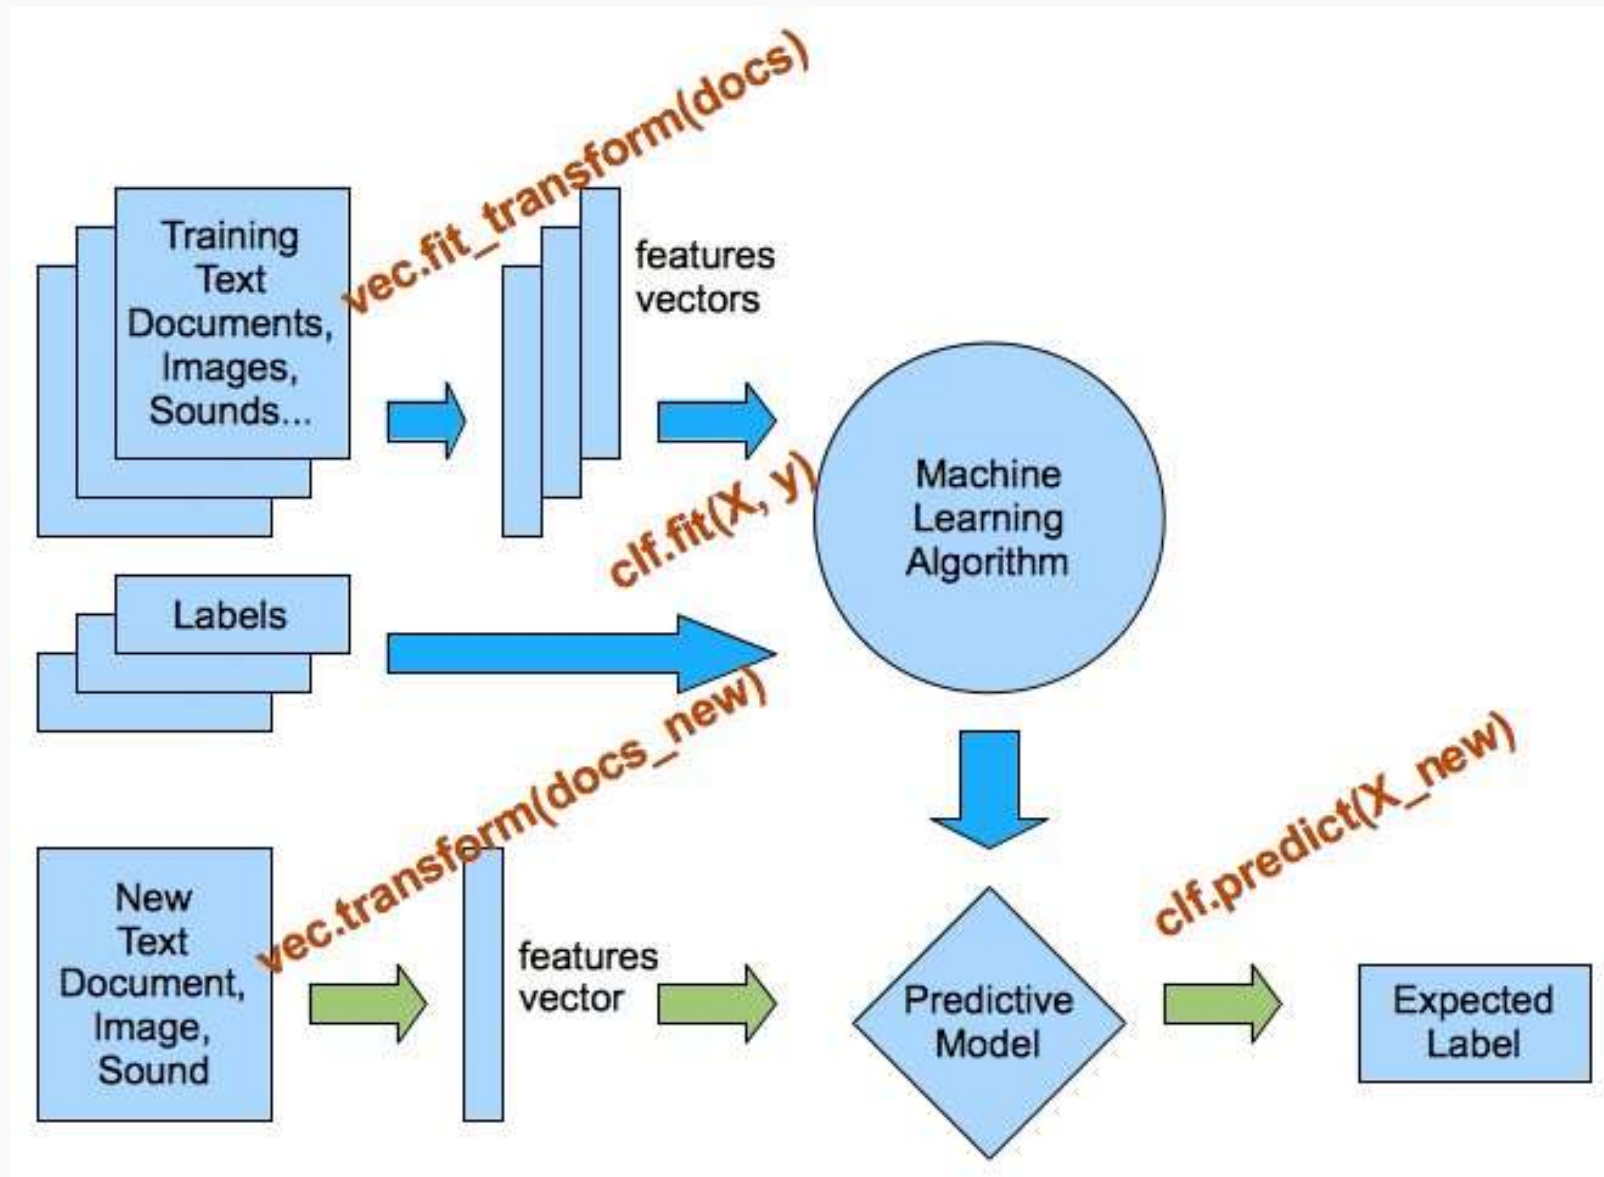 vec.fit_transform(docs)
Training
Text
Documents,
Images,
Sounds...
features
vectors
Machine
Learning
Algorithm
clf.fit(X, y)
Labels
vec.transform(docs_new)
clf.predict(X_new)
New
Text
Document,
Image,
Sound
features
vector
Predictive
Model
Expected
Label